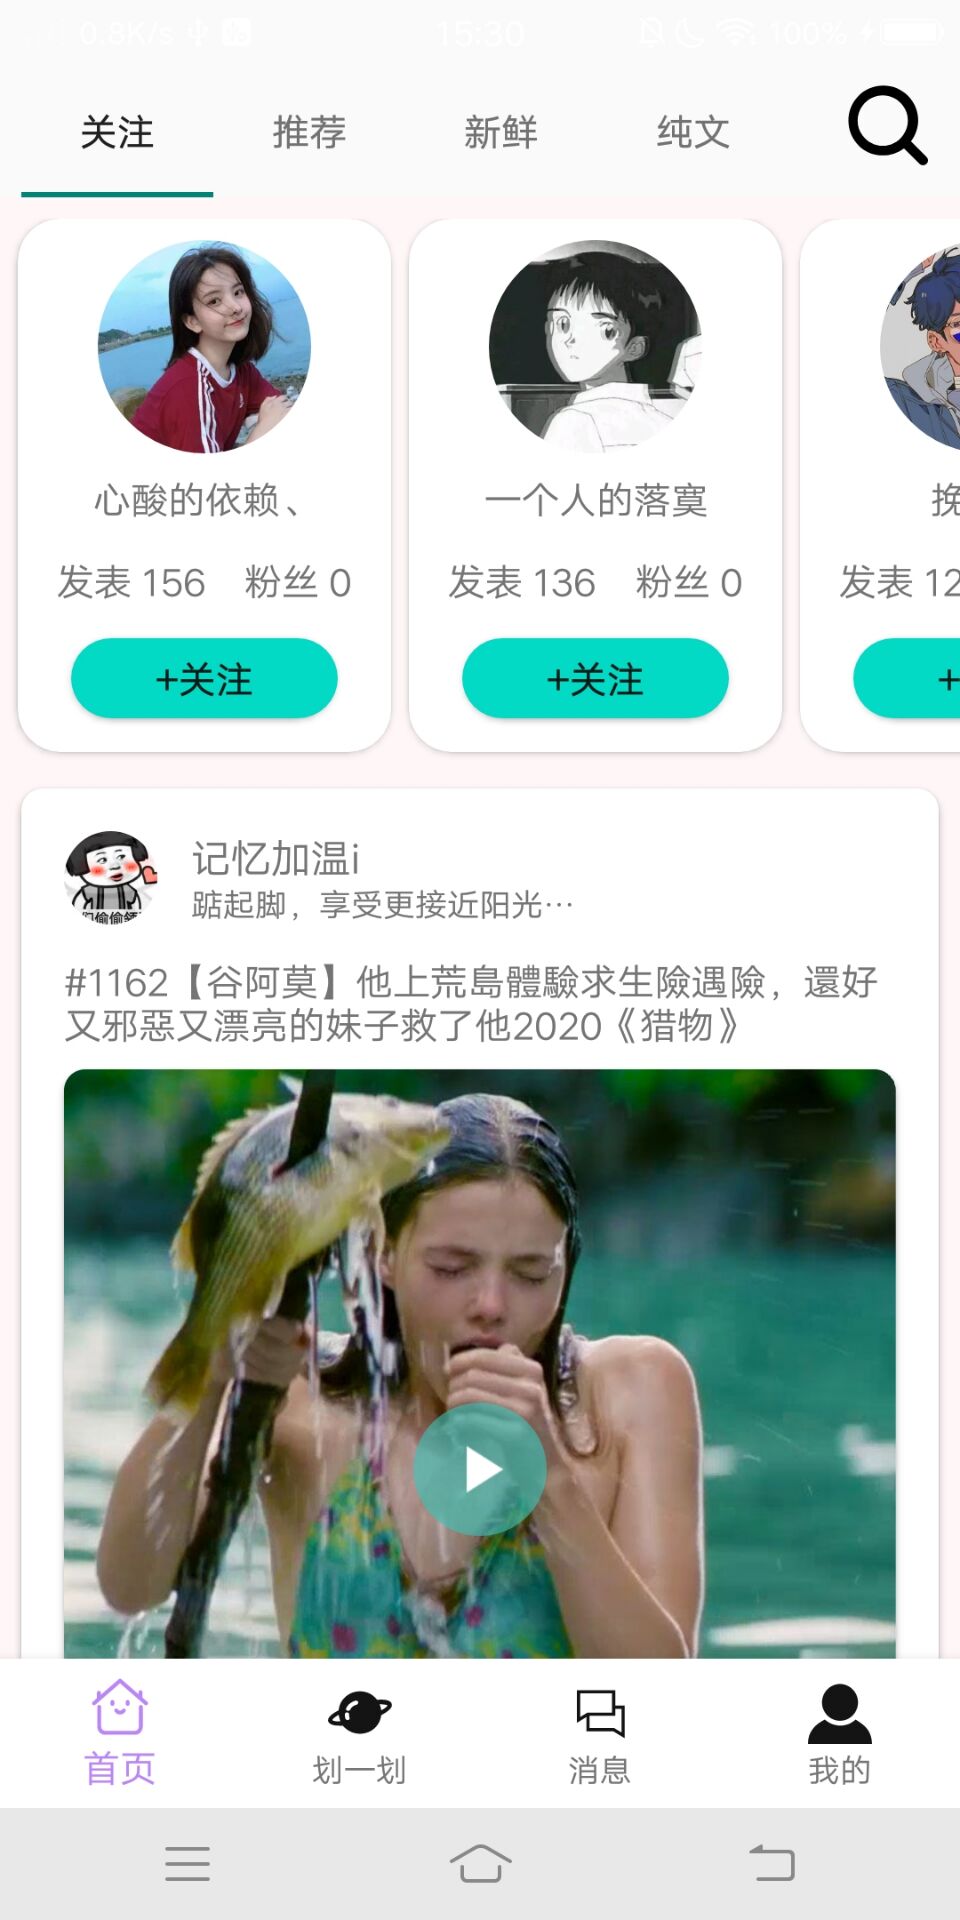 0.8K/s
15:30
100%
关注 推荐 新鲜 纯文
心酸的依赖、 一个人的落寞 挽
发表 156 粉丝 0 发表 136 粉丝 0 发表 12
+关注 +关注 +
记忆加温i
踮起脚，享受更接近阳光…
#1162【谷阿莫】他上荒島體驗求生險遇險，還好
又邪惡又漂亮的妹子救了他2020《猎物》
首页 划一划 消息 我的